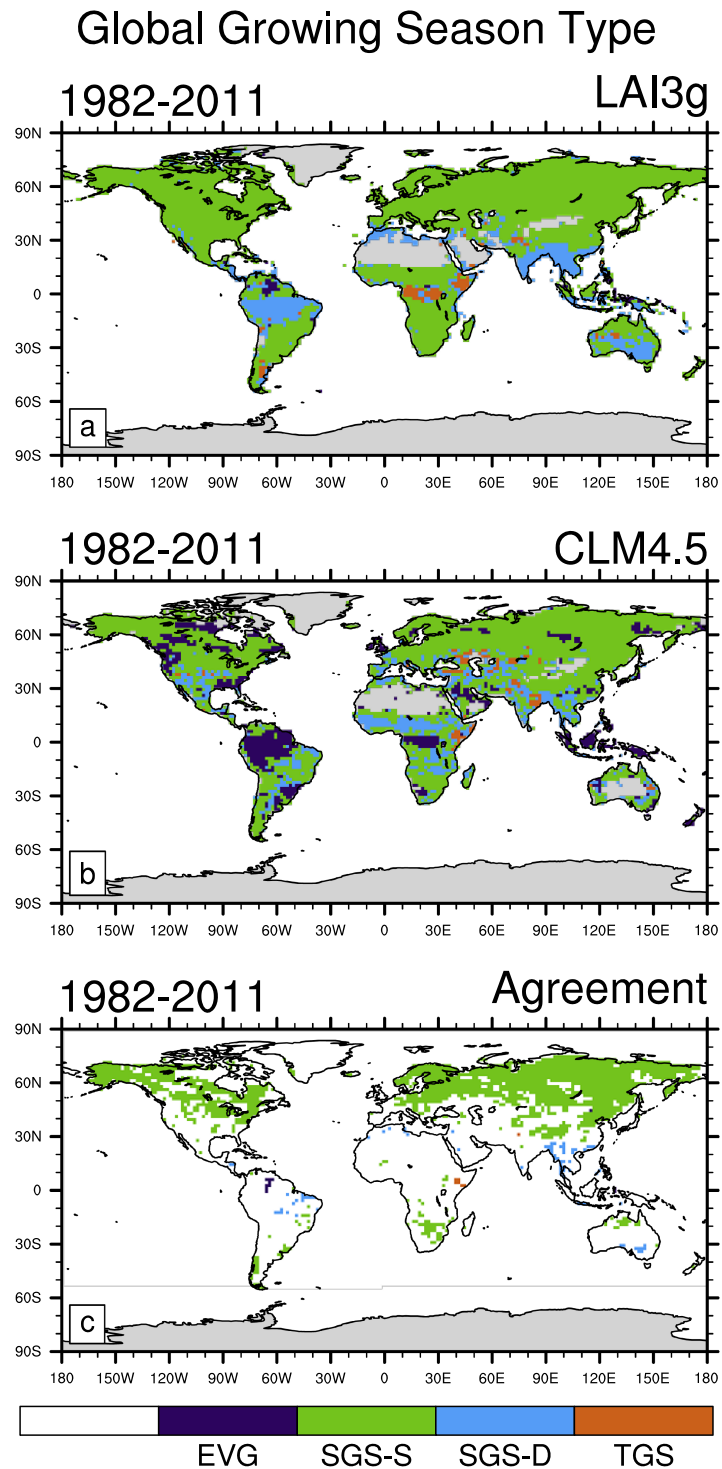 Global Growing Season Type
1982-2011 LAI3g
90N
60N
30N
0
30S
60S
90S
a
180 150W 120W 90W 60W 30W 0 30E 60E 90E 120E 150E 180
1982-2011 CLM4.5
90N
60N
30N
0
30S
60S
90S
b
180 150W 120W 90W 60W 30W 0 30E 60E 90E 120E 150E 180
1982-2011 Agreement
90N
60N
30N
0
30S
60S
90S
c
180 150W 120W 90W 60W 30W 0 30E 60E 90E 120E 150E 180
EVG SGS-S SGS-D TGS